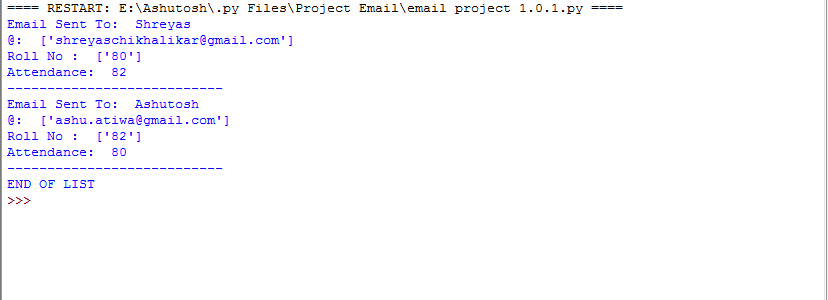 ==== RESTART: E:\Ashutosh\.py Files\Project Email\email project 1.0.1.py ====
Email Sent To:  Shreyas
@:  ['shreyaschikhalikar@gmail.com']
Roll No :  ['80']
Attendance:  82
---------------------------
Email Sent To:  Ashutosh
@:  ['ashu.atiwa@gmail.com']
Roll No :  ['82']
Attendance:  80
---------------------------
END OF LIST
>>>